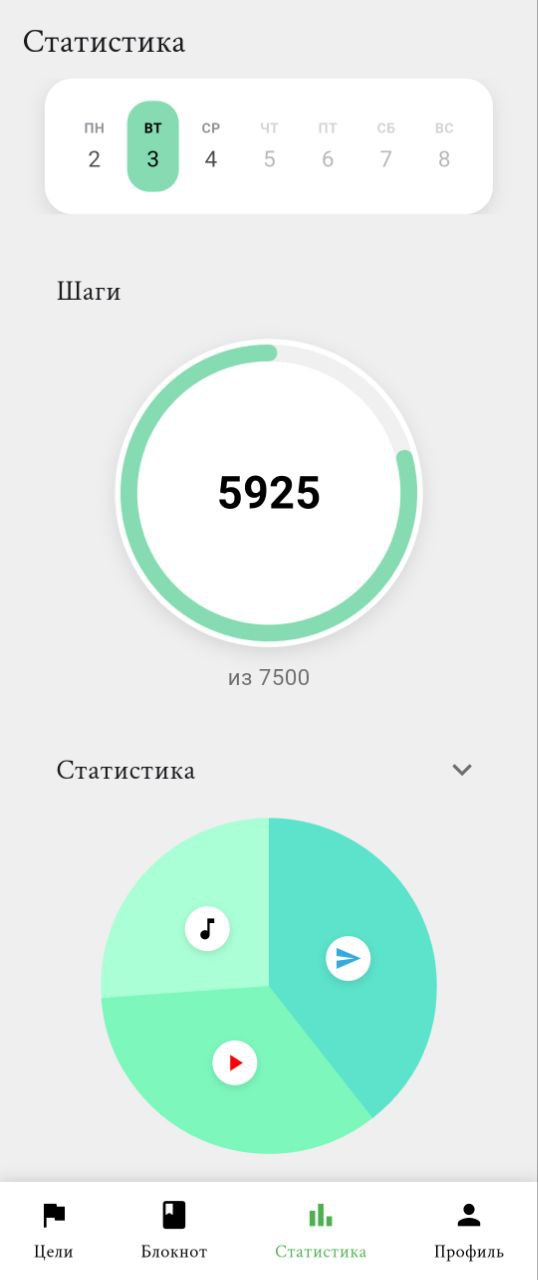 Статистика
ПН ВТ СР ЧТ ПТ СБ ВС
2 3 4 5 6 7 8
Шаги
5925
из 7500
Статистика
Цели Блокнот Статистика Профиль